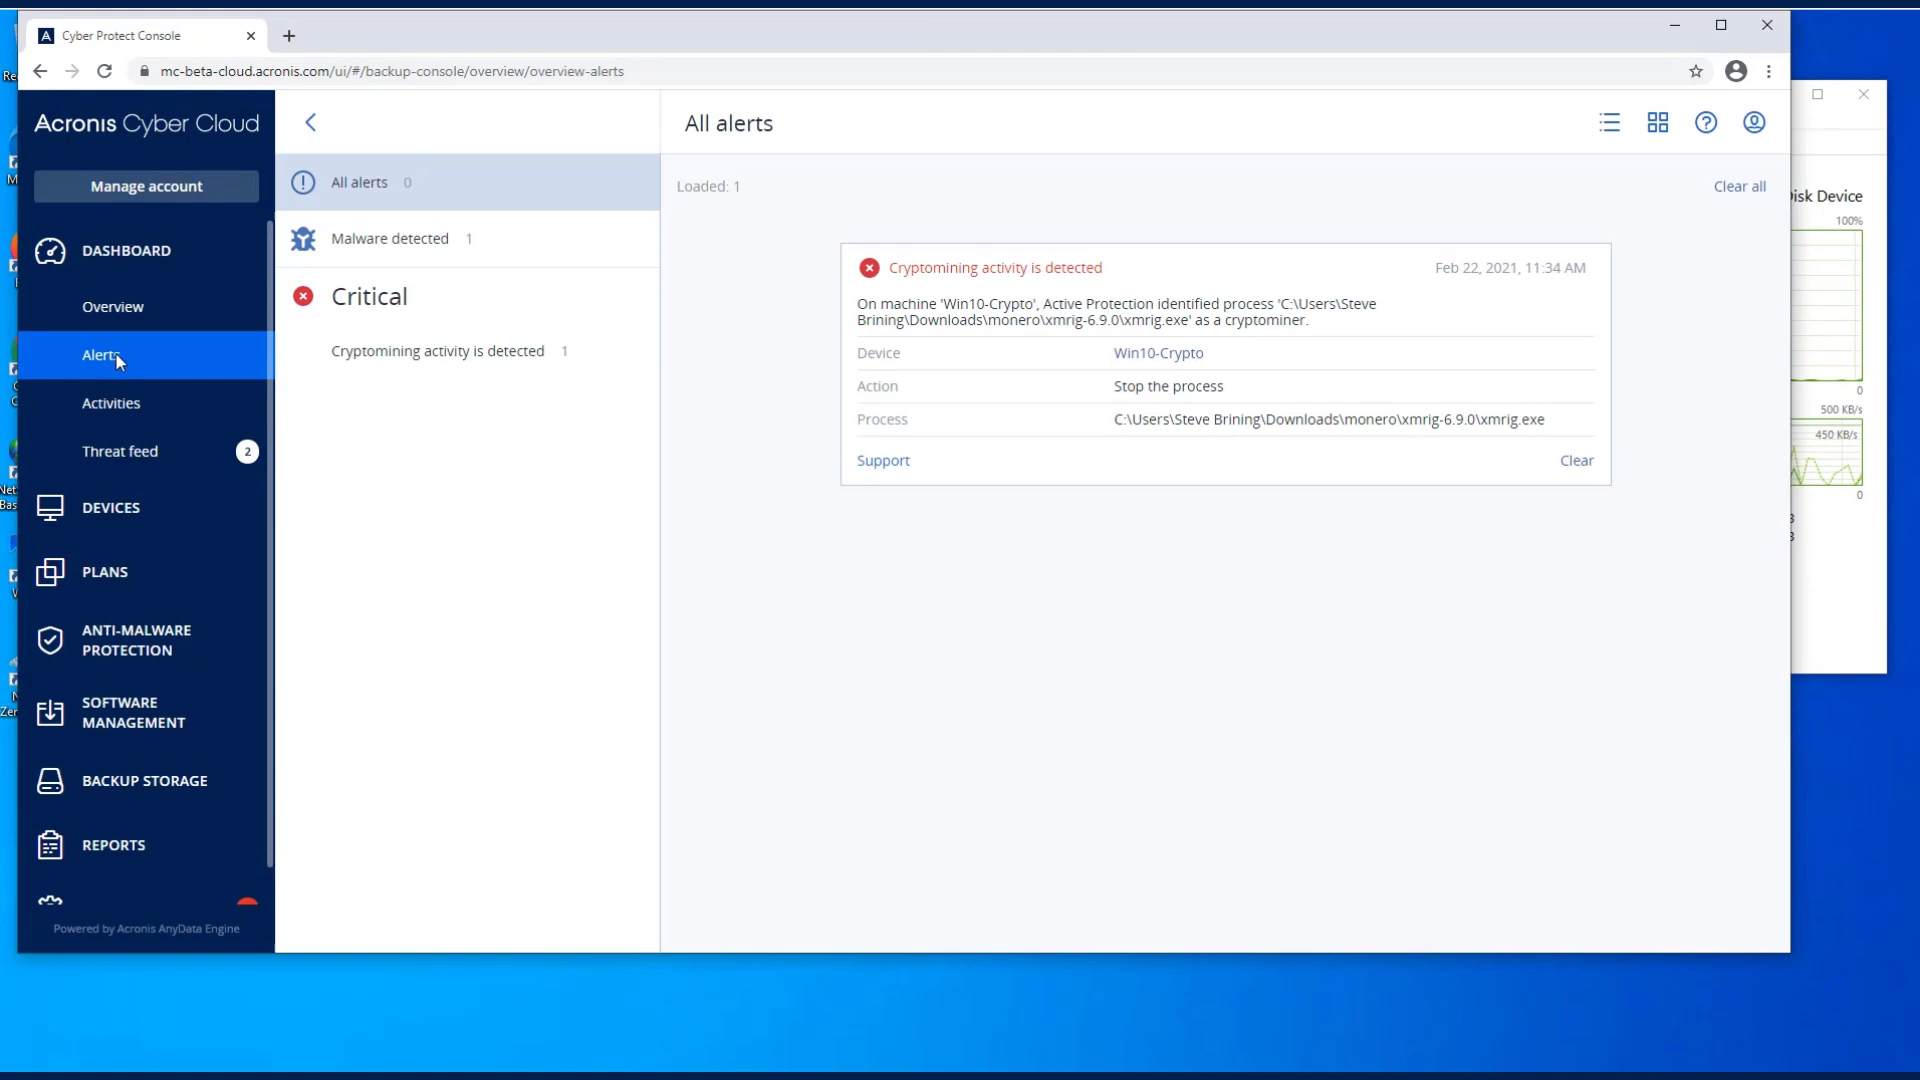 Cyber Protect Console
mc-beta-cloud.acronis.com/ui/#/backup-console/overview/overview-alerts
Acronis Cyber Cloud
Manage account
DASHBOARD
Overview
Alerts
Activities
Threat feed 2
DEVICES
PLANS
ANTI-MALWARE
PROTECTION
SOFTWARE
MANAGEMENT
BACKUP STORAGE
REPORTS
Powered by Acronis AnyData Engine
All alerts 0
Malware detected 1
Critical
Cryptomining activity is detected 1
All alerts
Loaded: 1
Clear all
Cryptomining activity is detected Feb 22, 2021, 11:34 AM
On machine 'Win10-Crypto', Active Protection identified process 'C:\Users\Steve
Brining\Downloads\monero\xmrig-6.9.0\xmrig.exe' as a cryptominer.
Device Win10-Crypto
Action Stop the process
Process C:\Users\Steve Brining\Downloads\monero\xmrig-6.9.0\xmrig.exe
Support Clear
Device
100%
0
500 KB/s
450 KB/s
0